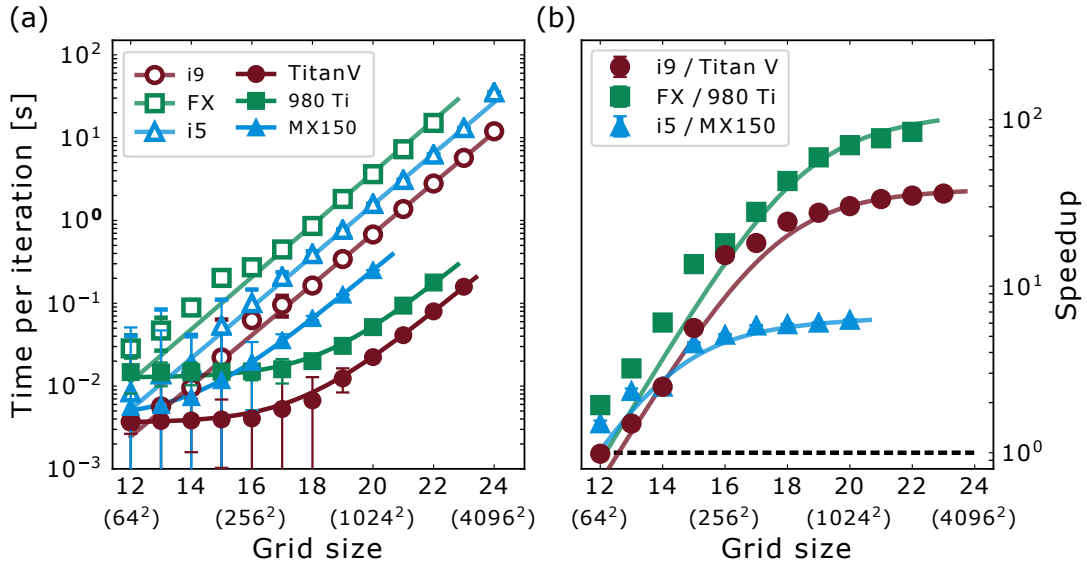 (a)
Time per iteration [s]
10²
10¹
10⁰
10⁻¹
10⁻²
10⁻³
i9
FX
i5
TitanV
980 Ti
MX150
12 14 16 18 20 22 24
(64²) (256²) (1024²) (4096²)
Grid size
(b)
i9 / Titan V
FX / 980 Ti
i5 / MX150
10²
10¹
10⁰
Speedup
12 14 16 18 20 22 24
(64²) (256²) (1024²) (4096²)
Grid size